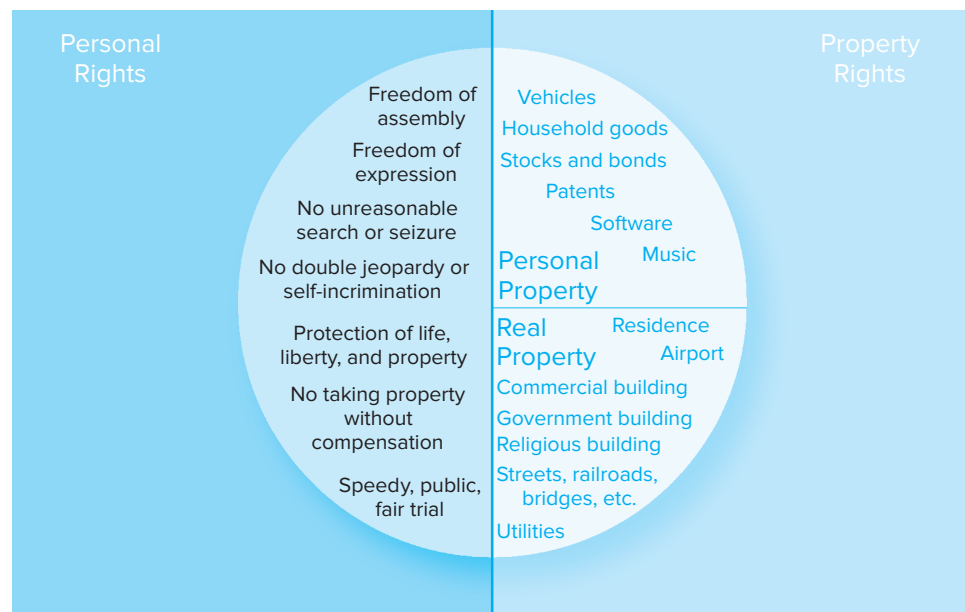 Personal
Rights
Property
Rights
Freedom of
assembly
Freedom of
expression
No unreasonable
search or seizure
No double jeopardy or
self-incrimination
Protection of life,
liberty, and property
No taking property
without
compensation
Speedy, public,
fair trial
Vehicles
Household goods
Stocks and bonds
Patents
Software
Music
Personal
Property
Real
Property
Residence
Airport
Commercial building
Government building
Religious building
Streets, railroads,
bridges, etc.
Utilities